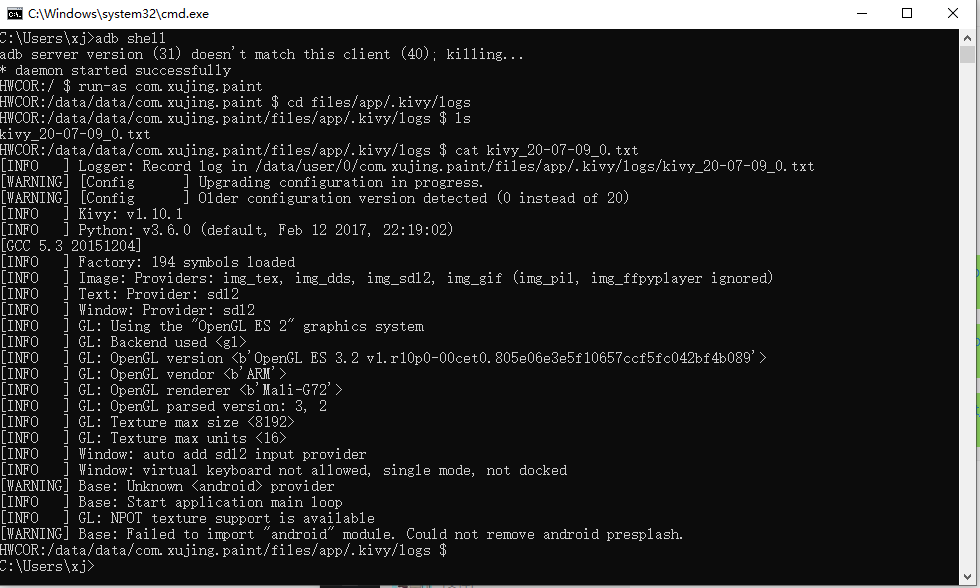 C:\Windows\system32\cmd.exe
C:\Users\xj>adb shell
adb server version (31) doesn't match this client (40); killing...
* daemon started successfully
HWCOR:/ $ run-as com.xujing.paint
HWCOR:/data/data/com.xujing.paint $ cd files/app/.kivy/logs
HWCOR:/data/data/com.xujing.paint/files/app/.kivy/logs $ ls
kivy_20-07-09_0.txt
HWCOR:/data/data/com.xujing.paint/files/app/.kivy/logs $ cat kivy_20-07-09_0.txt
[INFO   ] Logger: Record log in /data/user/0/com.xujing.paint/files/app/.kivy/logs/kivy_20-07-09_0.txt
[WARNING] [Config      ] Upgrading configuration in progress.
[WARNING] [Config      ] Older configuration version detected (0 instead of 20)
[INFO   ] Kivy: v1.10.1
[INFO   ] Python: v3.6.0 (default, Feb 12 2017, 22:19:02)
[GCC 5.3 20151204]
[INFO   ] Factory: 194 symbols loaded
[INFO   ] Image: Providers: img_tex, img_dds, img_sdl2, img_gif (img_pil, img_ffpyplayer ignored)
[INFO   ] Text: Provider: sdl2
[INFO   ] Window: Provider: sdl2
[INFO   ] GL: Using the "OpenGL ES 2" graphics system
[INFO   ] GL: Backend used <gl>
[INFO   ] GL: OpenGL version <b'OpenGL ES 3.2 v1.r10p0-00cet0.805e06e3e5f10657ccf5fc042bf4b089'>
[INFO   ] GL: OpenGL vendor <b'ARM'>
[INFO   ] GL: OpenGL renderer <b'Mali-G72'>
[INFO   ] GL: OpenGL parsed version: 3, 2
[INFO   ] GL: Texture max size <8192>
[INFO   ] GL: Texture max units <16>
[INFO   ] Window: auto add sdl2 input provider
[INFO   ] Window: virtual keyboard not allowed, single mode, not docked
[WARNING] Base: Unknown <android> provider
[INFO   ] Base: Start application main loop
[INFO   ] GL: NPOT texture support is available
[WARNING] Base: Failed to import "android" module. Could not remove android presplash.
HWCOR:/data/data/com.xujing.paint/files/app/.kivy/logs $
C:\Users\xj>